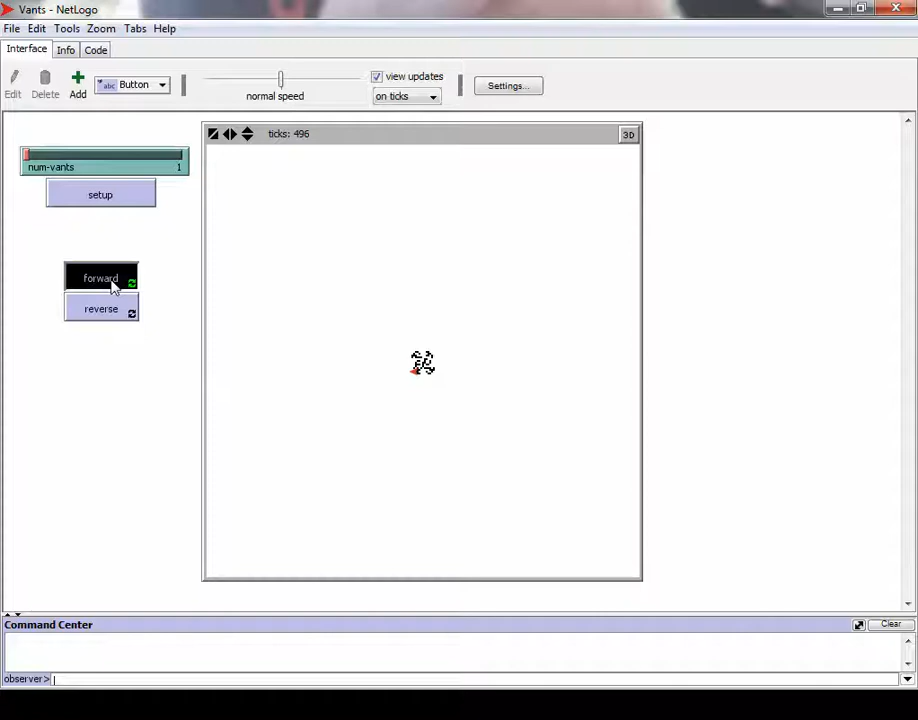 Vants - NetLogo
File Edit Tools Zoom Tabs Help
Interface Info Code
Edit Delete Add abc Button normal speed view updates on ticks Settings...
ticks: 496 3D
num-vants 1
setup
forward
reverse
Command Center Clear
observer>